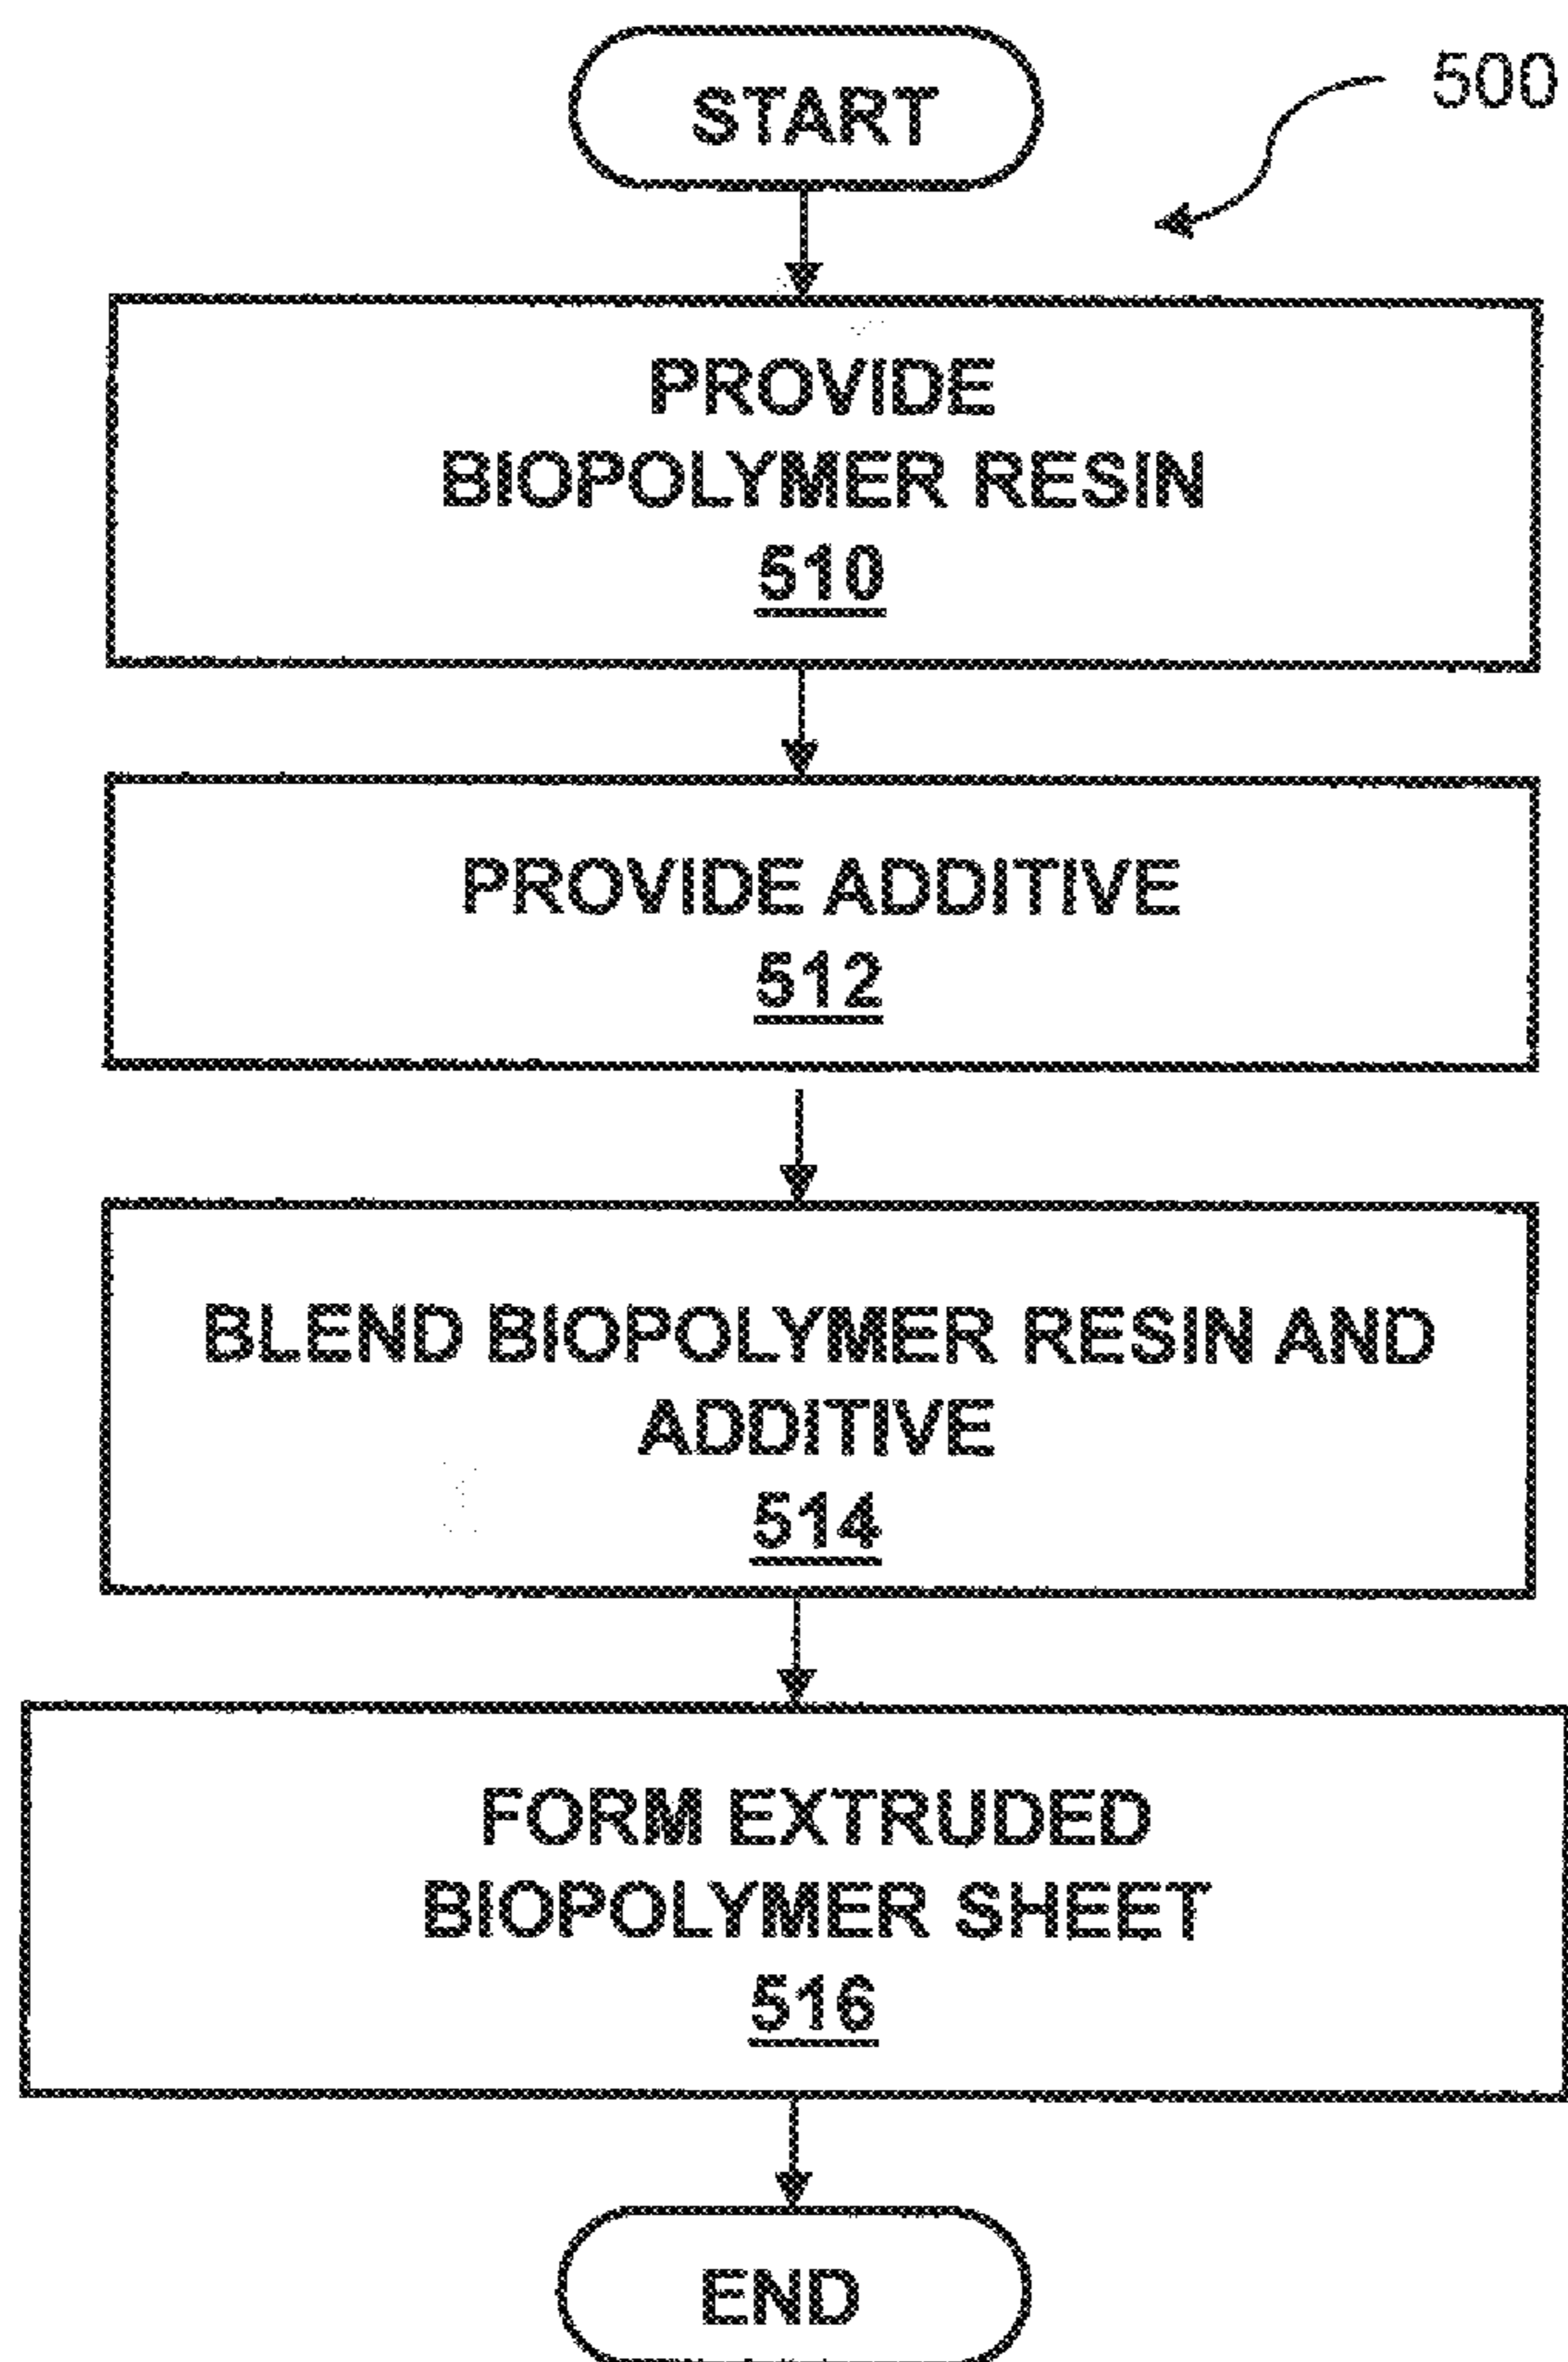 START
500
PROVIDE
BIOPOLYMER RESIN
510
PROVIDE ADDITIVE
512
BLEND BIOPOLYMER RESIN AND
ADDITIVE
514
FORM EXTRUDED
BIOPOLYMER SHEET
516
END